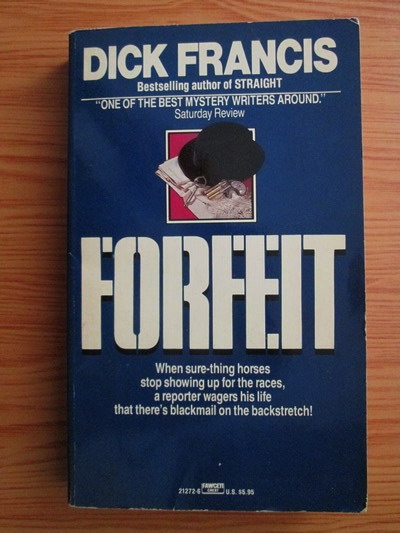 DICK FRANCIS
Bestselling author of STRAIGHT
"ONE OF THE BEST MYSTERY WRITERS AROUND."
Saturday Review
FORFEIT
When sure-thing horses
stop showing up for the races,
a reporter wagers his life
that there's blackmail on the backstretch!
21272-6 FAWCETT CREST U.S. $5.95